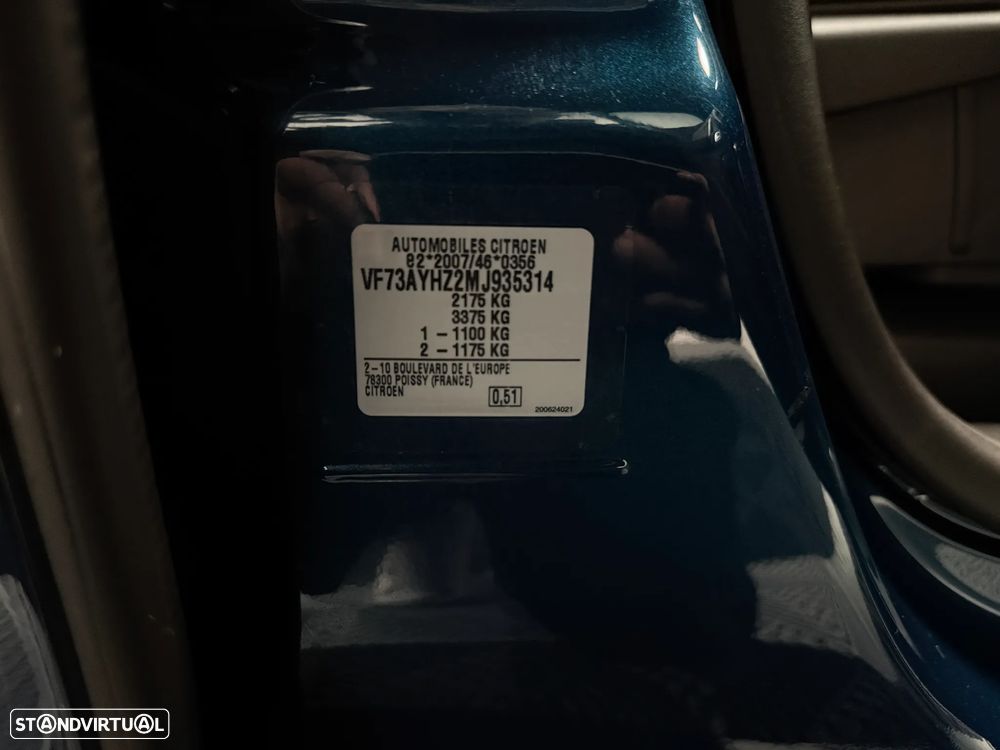 AUTOMOBILES CITROEN
e2*2007/46*0356
VF73AYHZ2MJ935314
2175 KG
3375 KG
1 - 1100 KG
2 - 1175 KG
2-10 BOULEVARD DE L'EUROPE
78300 POISSY (FRANCE)
CITROEN
0,51
200624021
STANDVIRTUAL